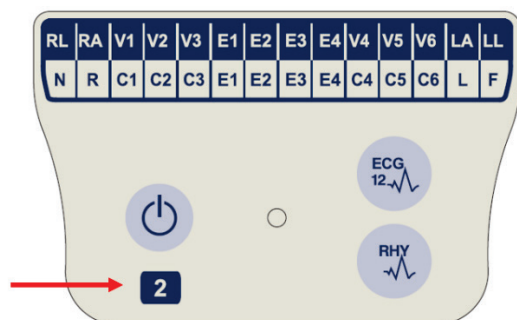 RL RA V1 V2 V3 E1 E2 E3 E4 V4 V5 V6 LA LL
N R C1 C2 C3 E1 E2 E3 E4 C4 C5 C6 L F
ECG
12
RHY
2